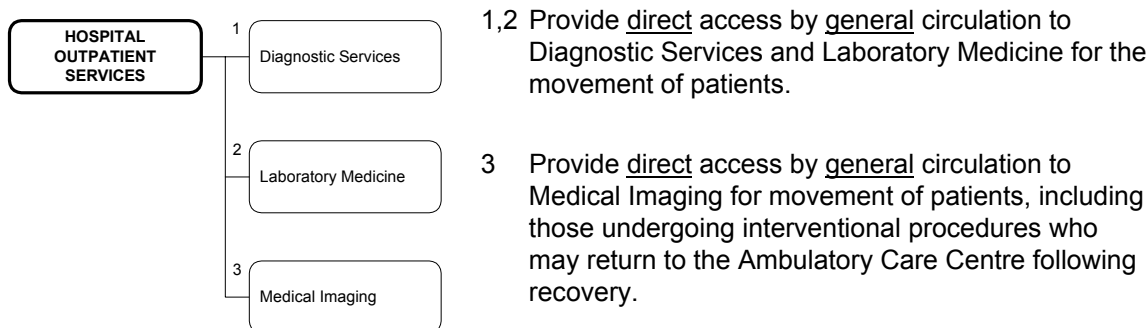 HOSPITAL
OUTPATIENT
SERVICES
1
Diagnostic Services
2
Laboratory Medicine
3
Medical Imaging
1,2 Provide direct access by general circulation to
Diagnostic Services and Laboratory Medicine for the
movement of patients.
3 Provide direct access by general circulation to
Medical Imaging for movement of patients, including
those undergoing interventional procedures who
may return to the Ambulatory Care Centre following
recovery.